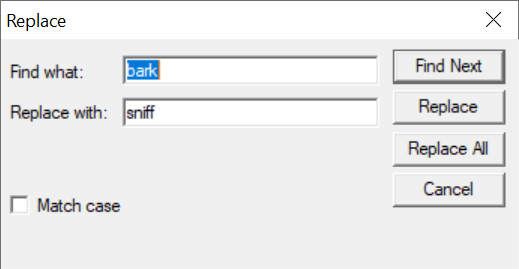 Replace
Find what: bark Find Next
Replace with: sniff Replace
Replace All
Cancel
Match case